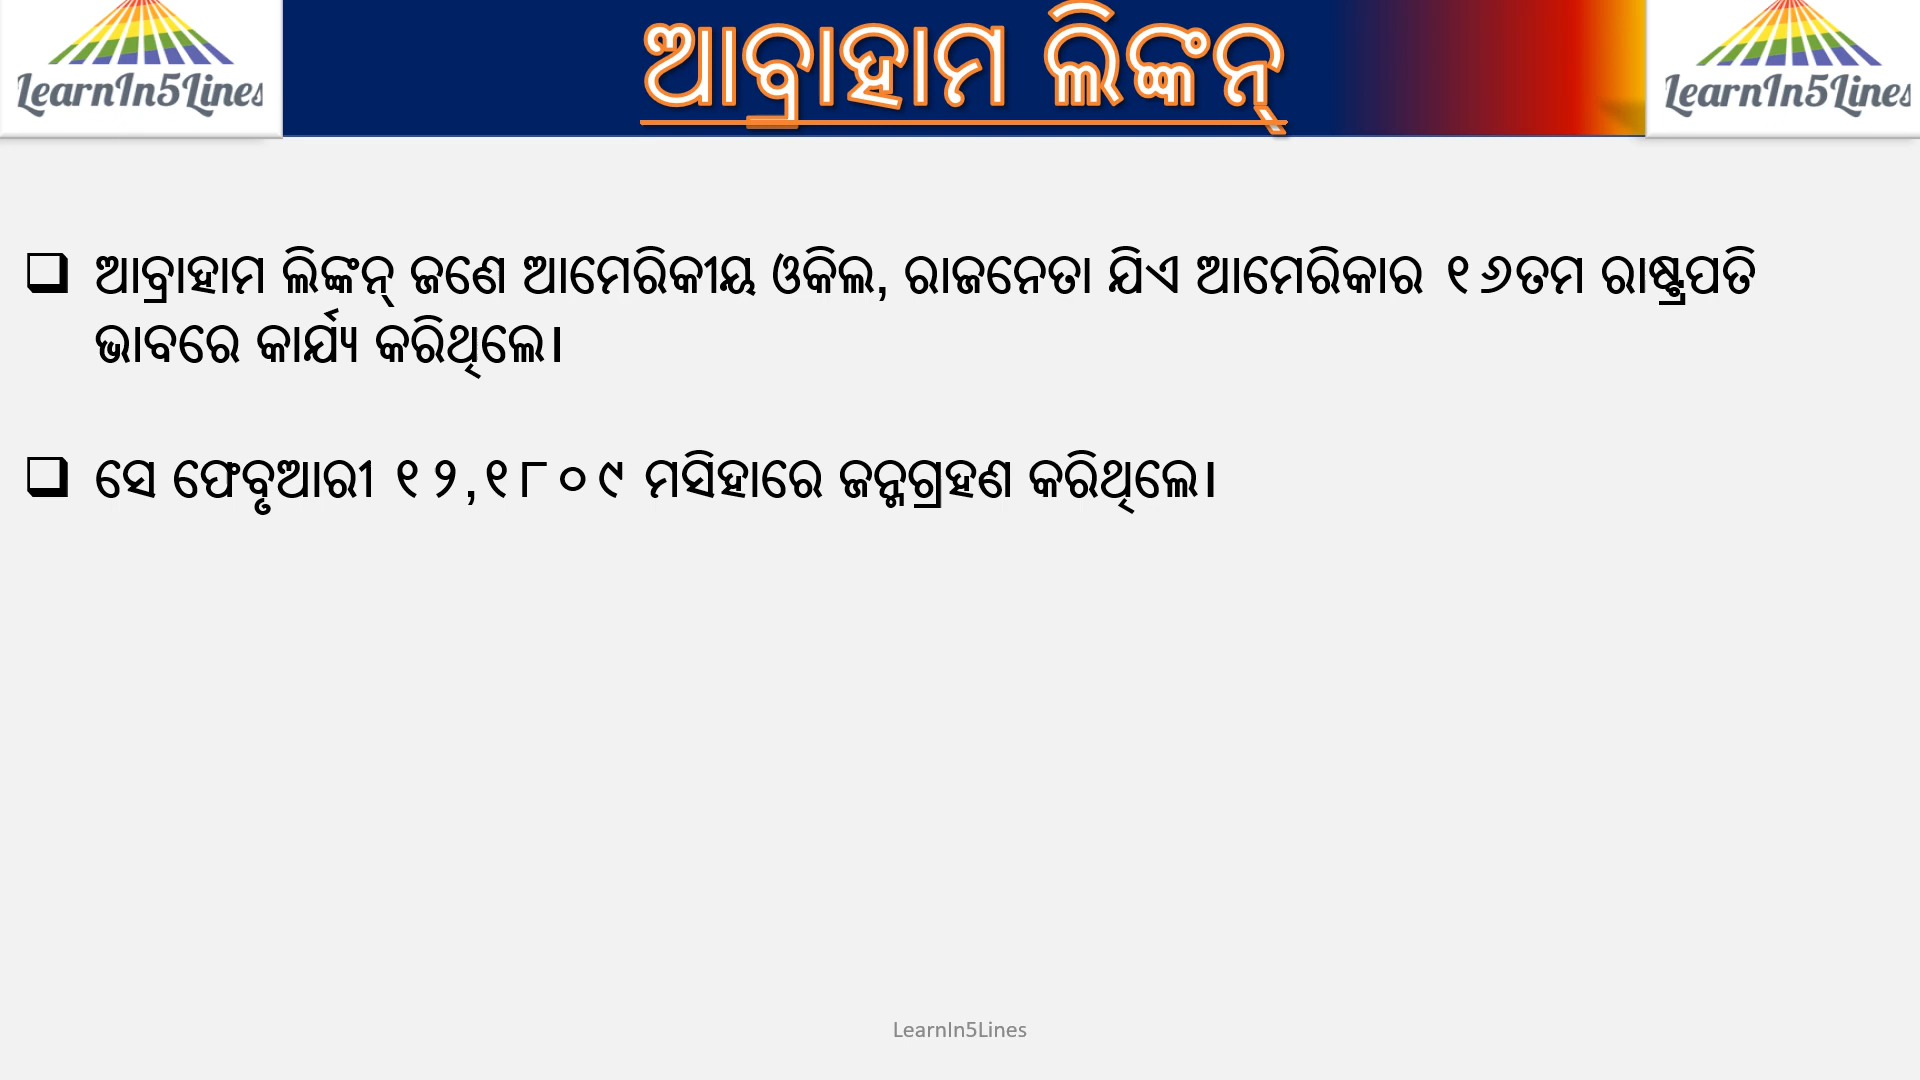 LearnIn5Lines
ଆବ୍ରାହାମ ଲିଙ୍କନ୍
LearnIn5Lines
❑ ଆବ୍ରାହାମ ଲିଙ୍କନ୍ ଜଣେ ଆମେରିକୀୟ ଓକିଲ, ରାଜନେତା ଯିଏ ଆମେରିକାର ୧୬ତମ ରାଷ୍ଟ୍ରପତି
ଭାବରେ କାର୍ଯ୍ୟ କରିଥିଲେ।
❑ ସେ ଫେବୃଆରୀ ୧୨,୧୮୦୯ ମସିହାରେ ଜନ୍ମଗ୍ରହଣ କରିଥିଲେ।
LearnIn5Lines